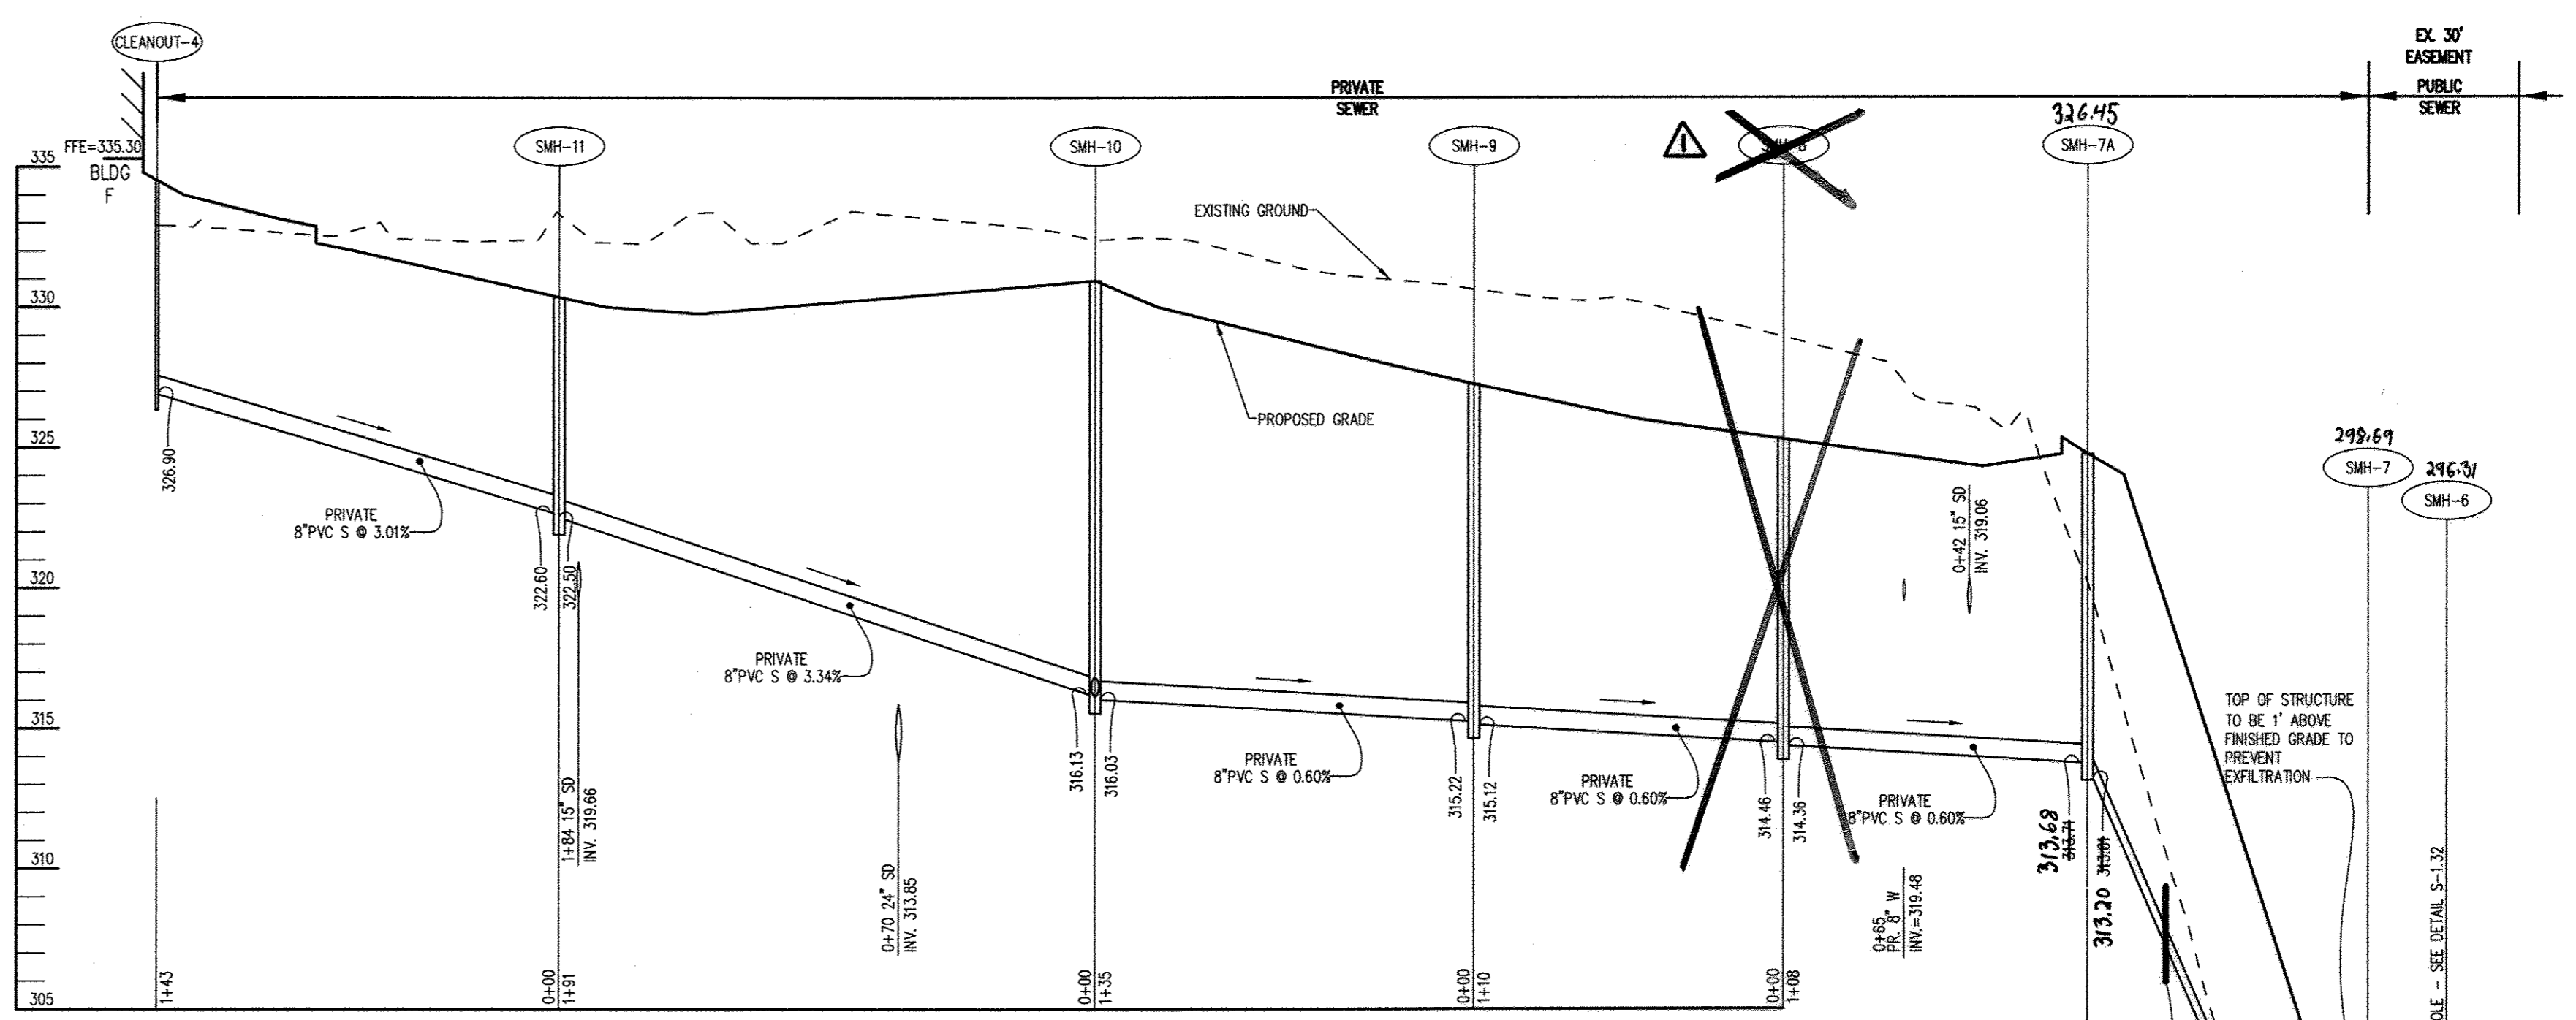 CLEANOUT-4
EX. 30'
EASEMENT
PRIVATE
SEWER
PUBLIC
SEWER
326.45
FFE=335.30
BLDG
F
SMH-11
SMH-10
SMH-9
1
SMH-8
SMH-7A
335
330
325
320
315
310
305
EXISTING GROUND
PROPOSED GRADE
298.69
SMH-7
296.31
SMH-6
326.90
PRIVATE
8"PVC S @ 3.01%
322.60
322.50
1+84 15" SD
INV. 319.66
PRIVATE
8"PVC S @ 3.34%
0+70 24" SD
INV. 313.85
316.13
316.03
PRIVATE
8"PVC S @ 0.60%
315.22
315.12
PRIVATE
8"PVC S @ 0.60%
314.46
314.36
PRIVATE
8"PVC S @ 0.60%
0+42 15" SD
INV. 319.06
0+65
PR. 8" W
INV.=319.48
313.68
313.71
313.20
TOP OF STRUCTURE
TO BE 1' ABOVE
FINISHED GRADE TO
PREVENT
EXFILTRATION
- SEE DETAIL S-1.32
1+43
0+00
1+91
0+00
1+35
0+00
1+10
0+00
1+08